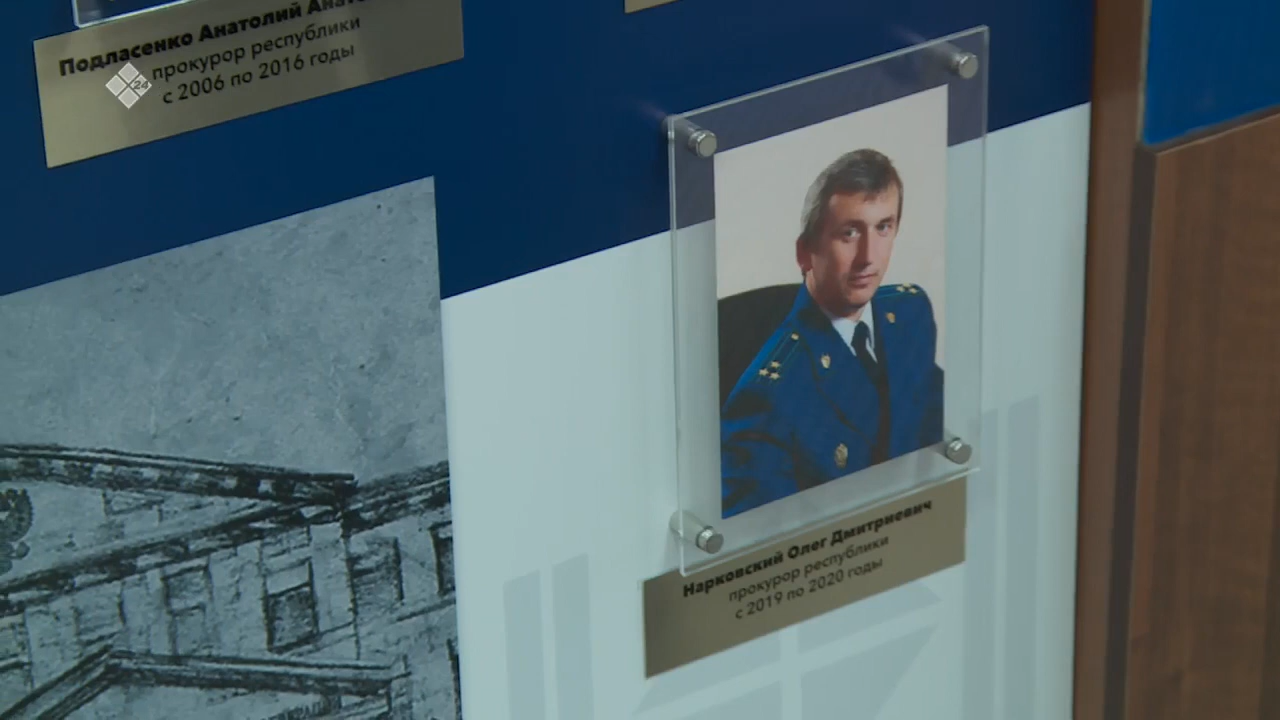 Подласенко Анатолий
прокурор республики
с 2006 по 2016 годы
24
Нарковский Олег Дмитриевич
прокурор республики
с 2019 по 2020 годы